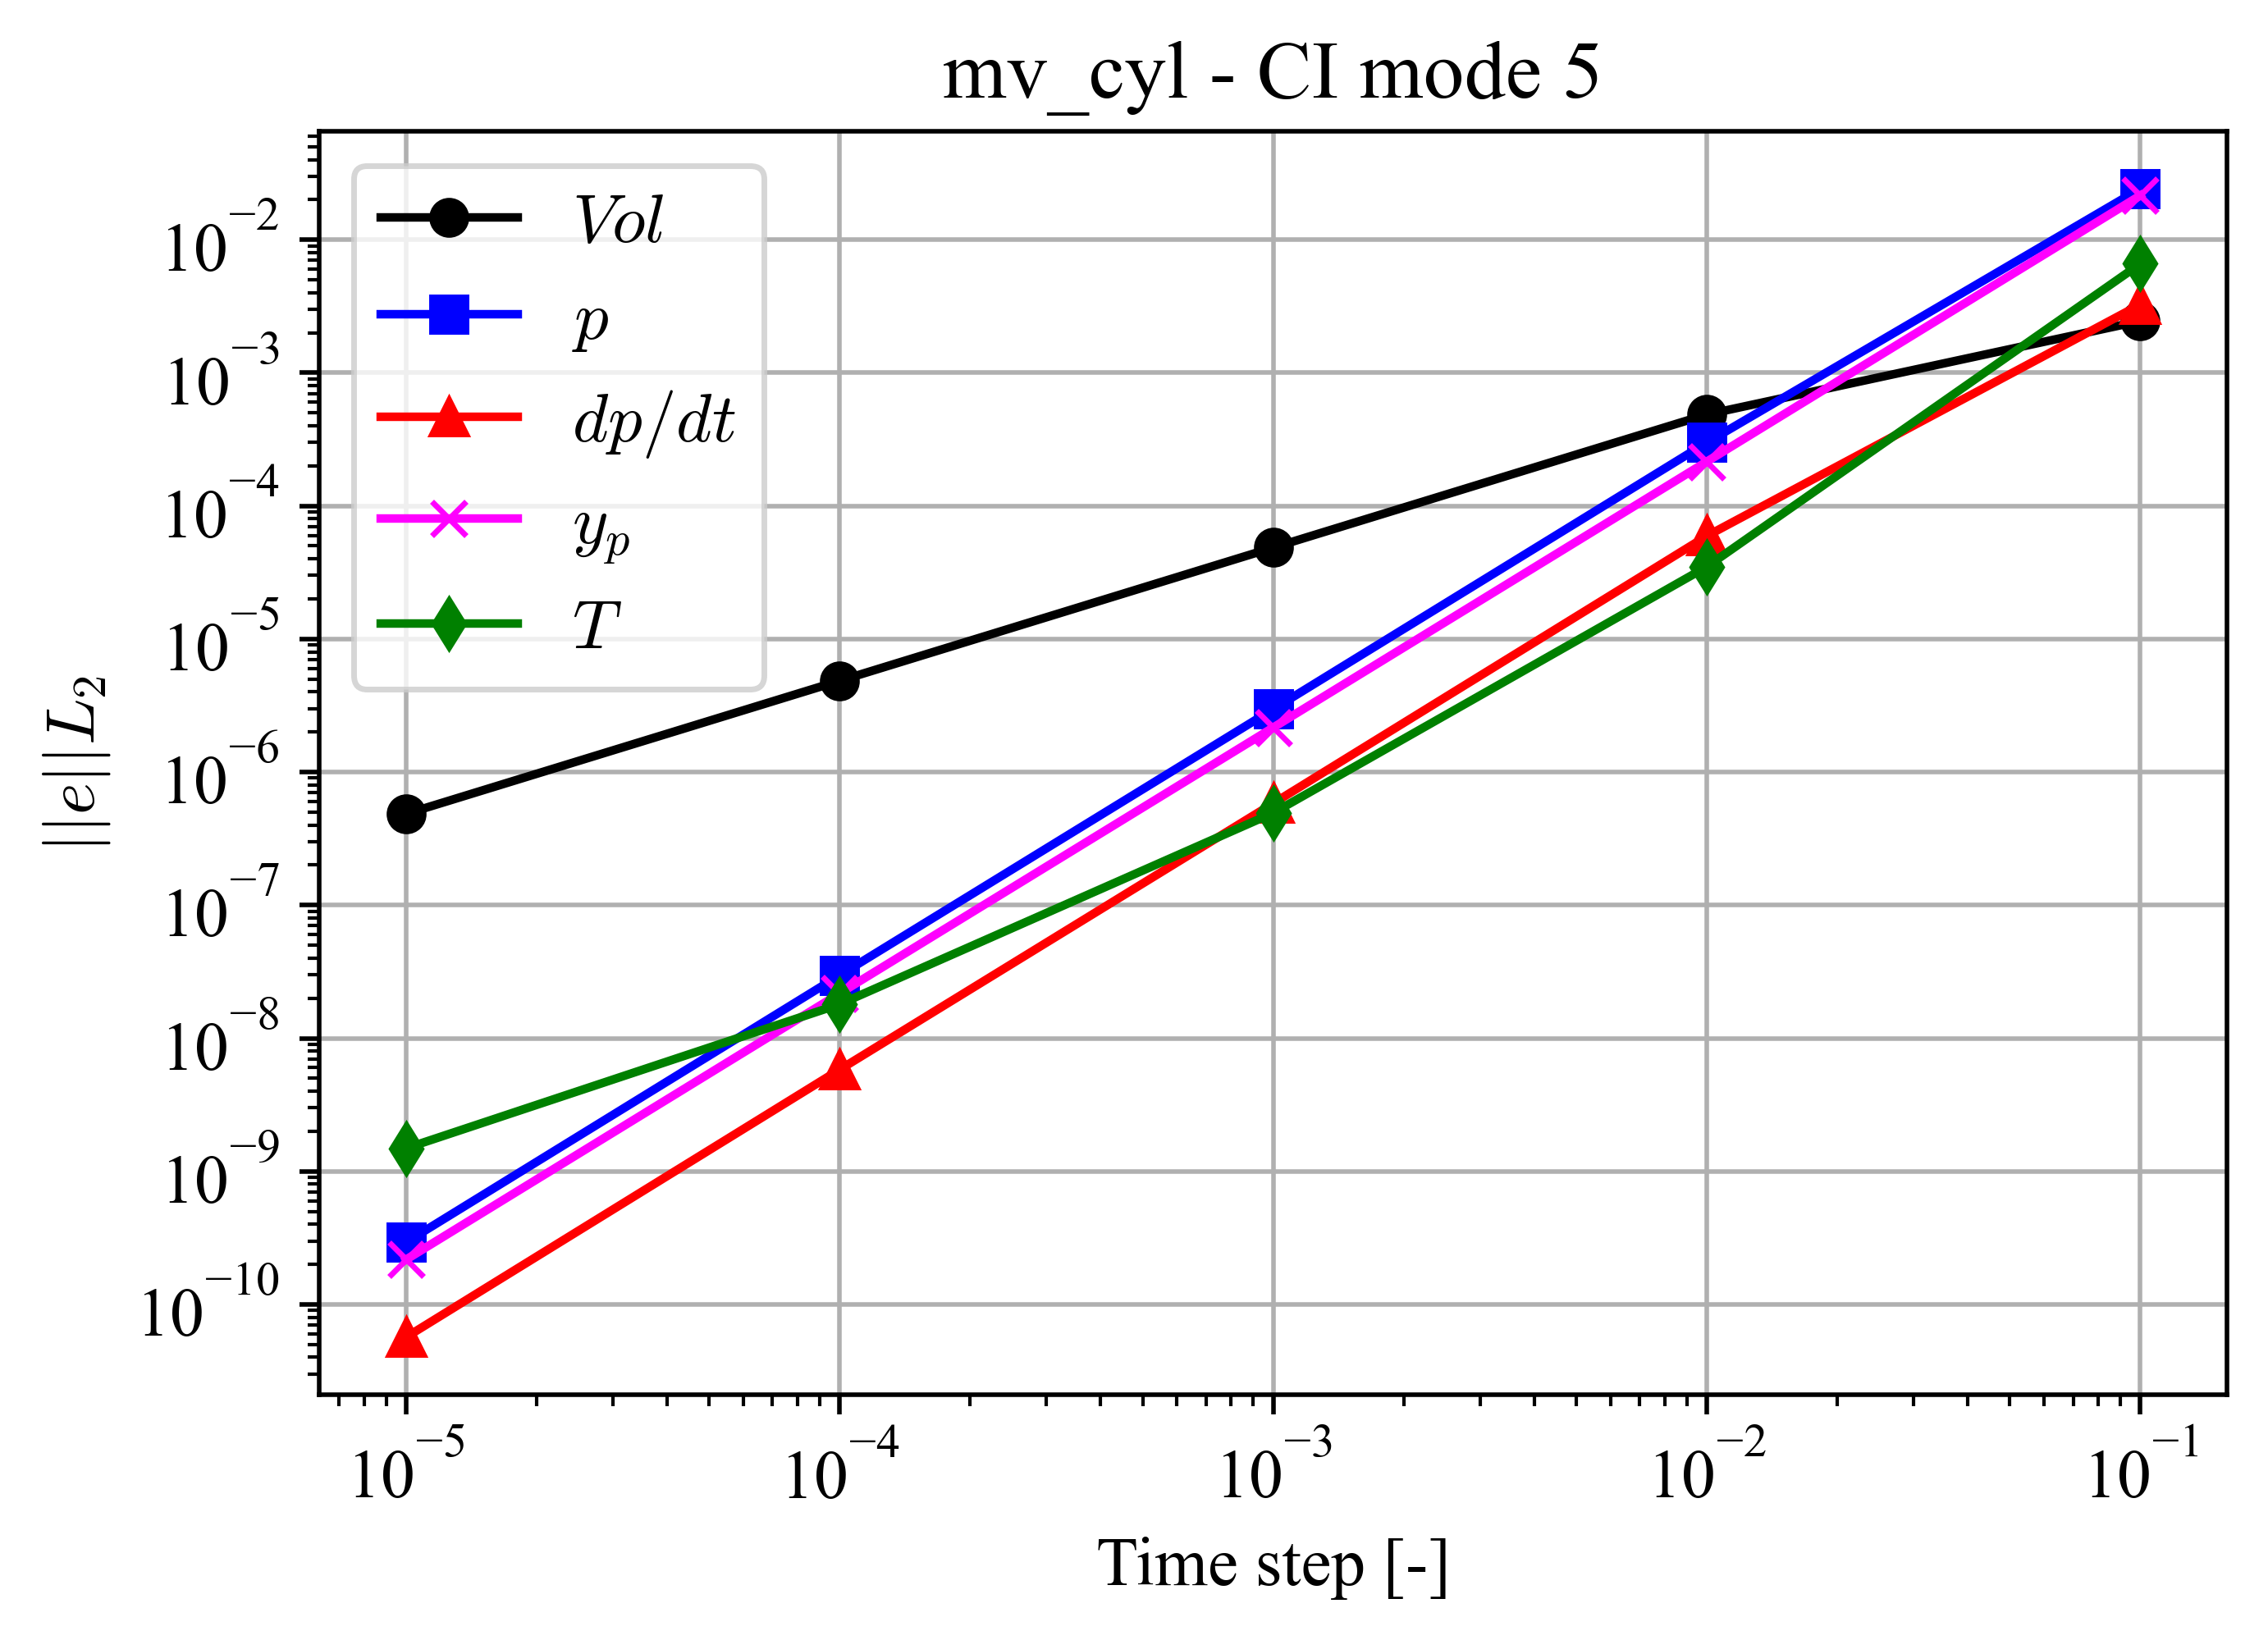 mv_cyl - CI mode 5
Vol
p
dp/dt
y_p
T
||e||L_2
10^{-2}
10^{-3}
10^{-4}
10^{-5}
10^{-6}
10^{-7}
10^{-8}
10^{-9}
10^{-10}
10^{-5}
10^{-4}
10^{-3}
10^{-2}
10^{-1}
Time step [-]